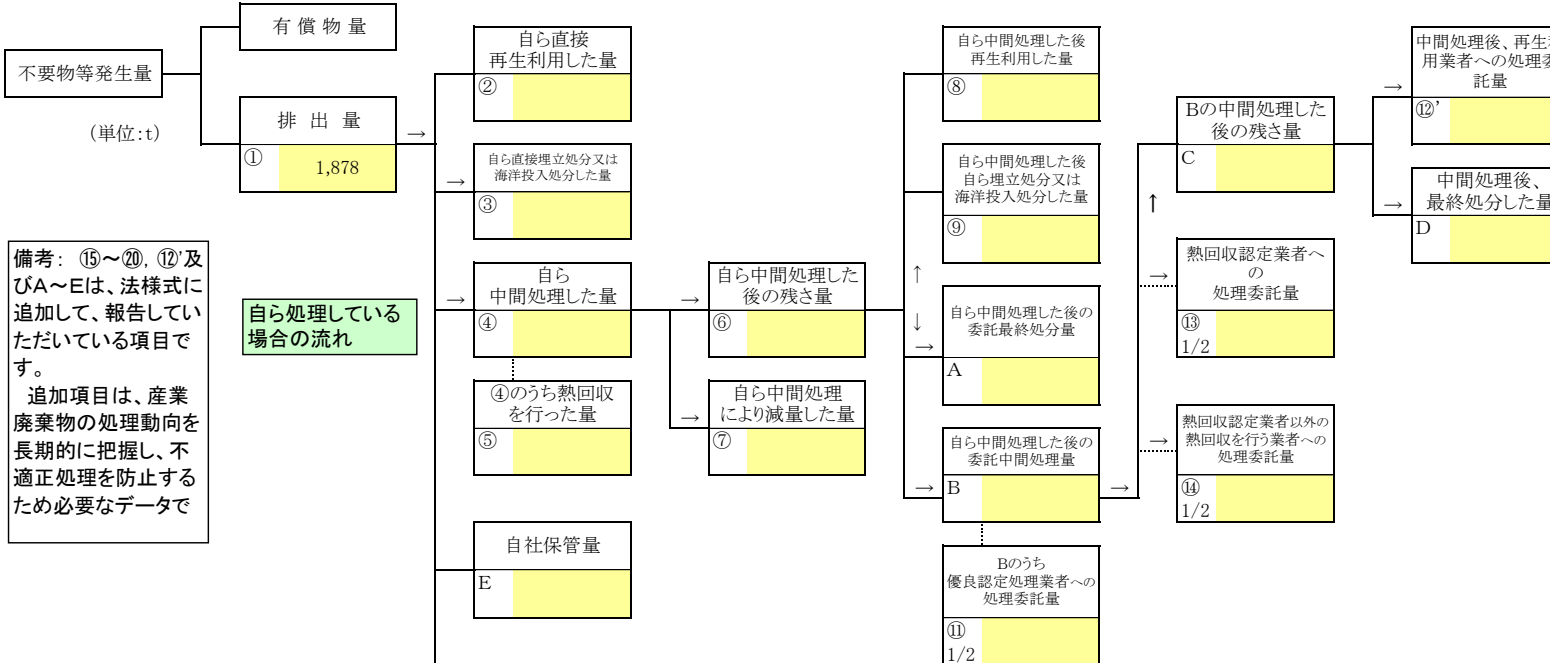 有 償 物 量
不要物等発生量
(単位:t)
排 出 量
→
①
1,878
備考: ⑮～⑳, ⑫'及
びA～Eは、法様式に
追加して、報告してい
ただいている項目で
す。
追加項目は、産業
廃棄物の処理動向を
長期的に把握し、不
適正処理を防止する
ため必要なデータで
自ら処理している
場合の流れ
自ら直接
再生利用した量
②
→
自ら直接埋立処分又は
海洋投入処分した量
③
→
自ら
中間処理した量
④
④のうち熱回収
を行った量
⑤
自社保管量
E
→
自ら中間処理した
後の残さ量
⑥
→
自ら中間処理
により減量した量
⑦
自ら中間処理した後
再生利用した量
⑧
自ら中間処理した後
自ら埋立処分又は
海洋投入処分した量
⑨
↑
↓
→
自ら中間処理した後の
委託最終処分量
A
自ら中間処理した後の
委託中間処理量
→
B
→
Bのうち
優良認定処理業者への
処理委託量
⑪
1/2
Bの中間処理した
後の残さ量
C
↑
熱回収認定業者へ
の
処理委託量
→
⑬
1/2
熱回収認定業者以外の
熱回収を行う業者への
処理委託量
→
⑭
1/2
中間処理後、再生
用業者への処理委
託量
→
⑫'
中間処理後、
最終処分した量
→
D